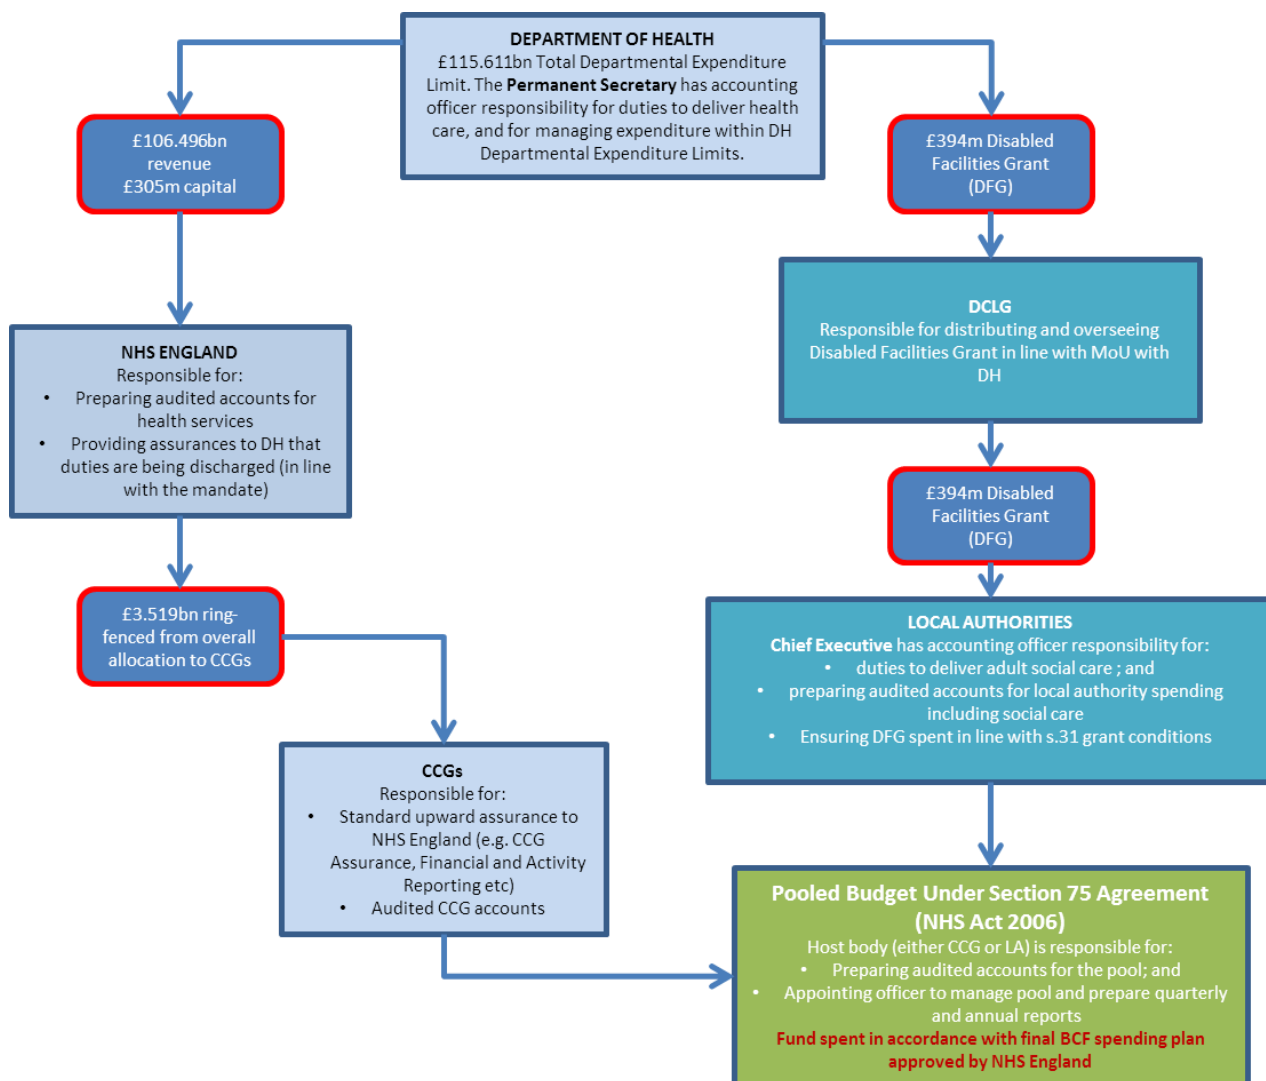 DEPARTMENT OF HEALTH
£115.611bn Total Departmental Expenditure
Limit. The Permanent Secretary has accounting
officer responsibility for duties to deliver health
care, and for managing expenditure within DH
Departmental Expenditure Limits.
£106.496bn
revenue
£305m capital
£394m Disabled
Facilities Grant
(DFG)
DCLG
Responsible for distributing and overseeing
Disabled Facilities Grant in line with MoU with
DH
NHS ENGLAND
Responsible for:
• Preparing audited accounts for
health services
• Providing assurances to DH that
duties are being discharged (in line
with the mandate)
£394m Disabled
Facilities Grant
(DFG)
£3.519bn ring-
fenced from overall
allocation to CCGs
LOCAL AUTHORITIES
Chief Executive has accounting officer responsibility for:
• duties to deliver adult social care ; and
• preparing audited accounts for local authority spending
including social care
• Ensuring DFG spent in line with s.31 grant conditions
CCGs
Responsible for:
• Standard upward assurance to
NHS England (e.g. CCG
Assurance, Financial and Activity
Reporting etc)
• Audited CCG accounts
Pooled Budget Under Section 75 Agreement
(NHS Act 2006)
Host body (either CCG or LA) is responsible for:
• Preparing audited accounts for the pool; and
• Appointing officer to manage pool and prepare quarterly
and annual reports
Fund spent in accordance with final BCF spending plan
approved by NHS England